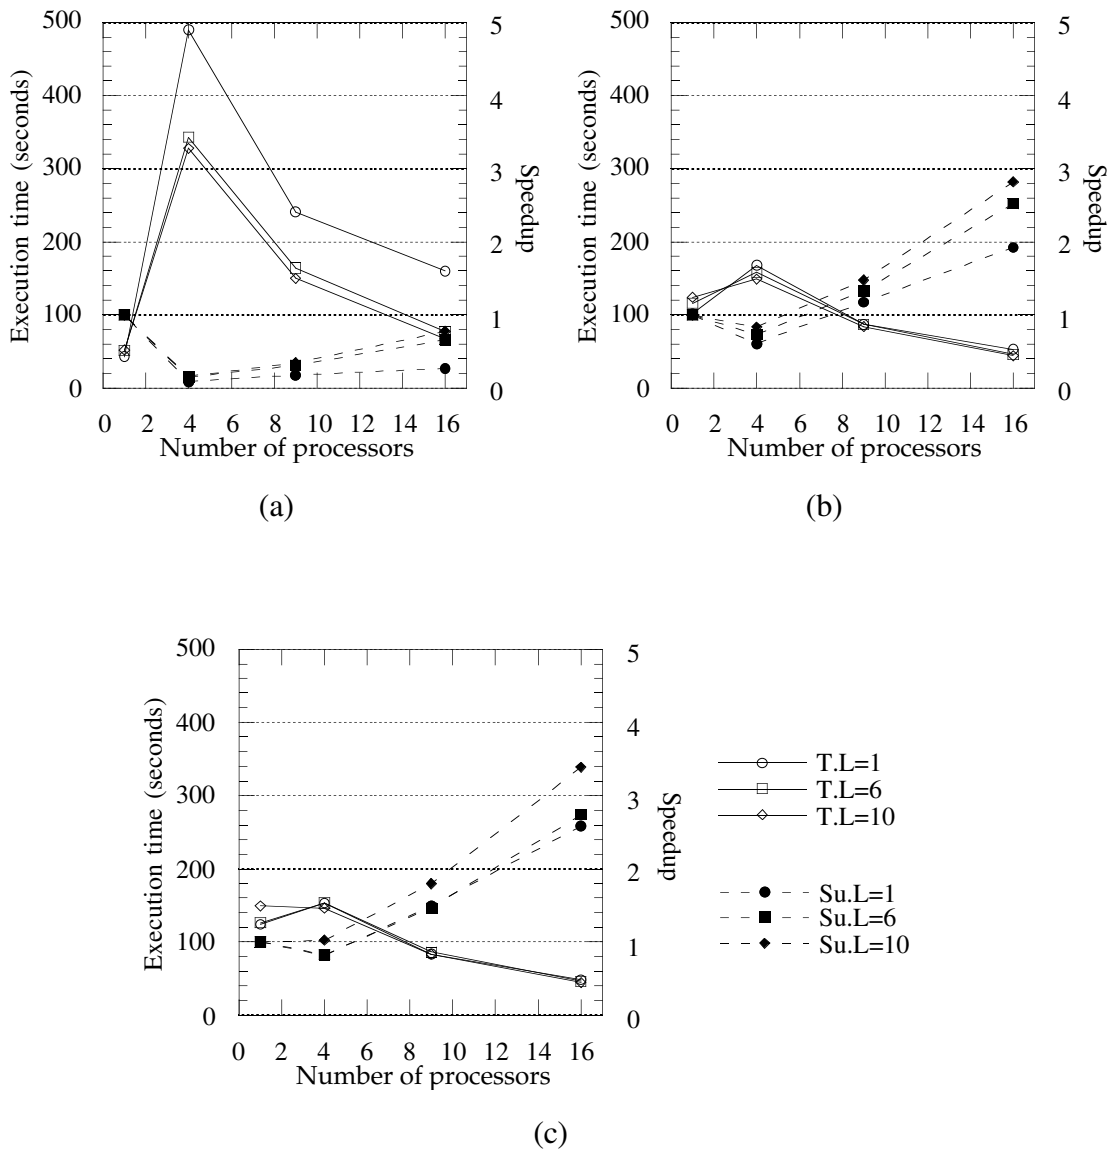 500
400
300
200
100
0
Execution time (seconds)
5
4
3
2
1
0
Speedup
0 2 4 6 8 10 12 14 16
Number of processors
(a)
500
400
300
200
100
0
Execution time (seconds)
5
4
3
2
1
0
Speedup
0 2 4 6 8 10 12 14 16
Number of processors
(b)
500
400
300
200
100
0
Execution time (seconds)
5
4
3
2
1
0
Speedup
0 2 4 6 8 10 12 14 16
Number of processors
(c)
T.L=1
T.L=6
T.L=10
Su.L=1
Su.L=6
Su.L=10